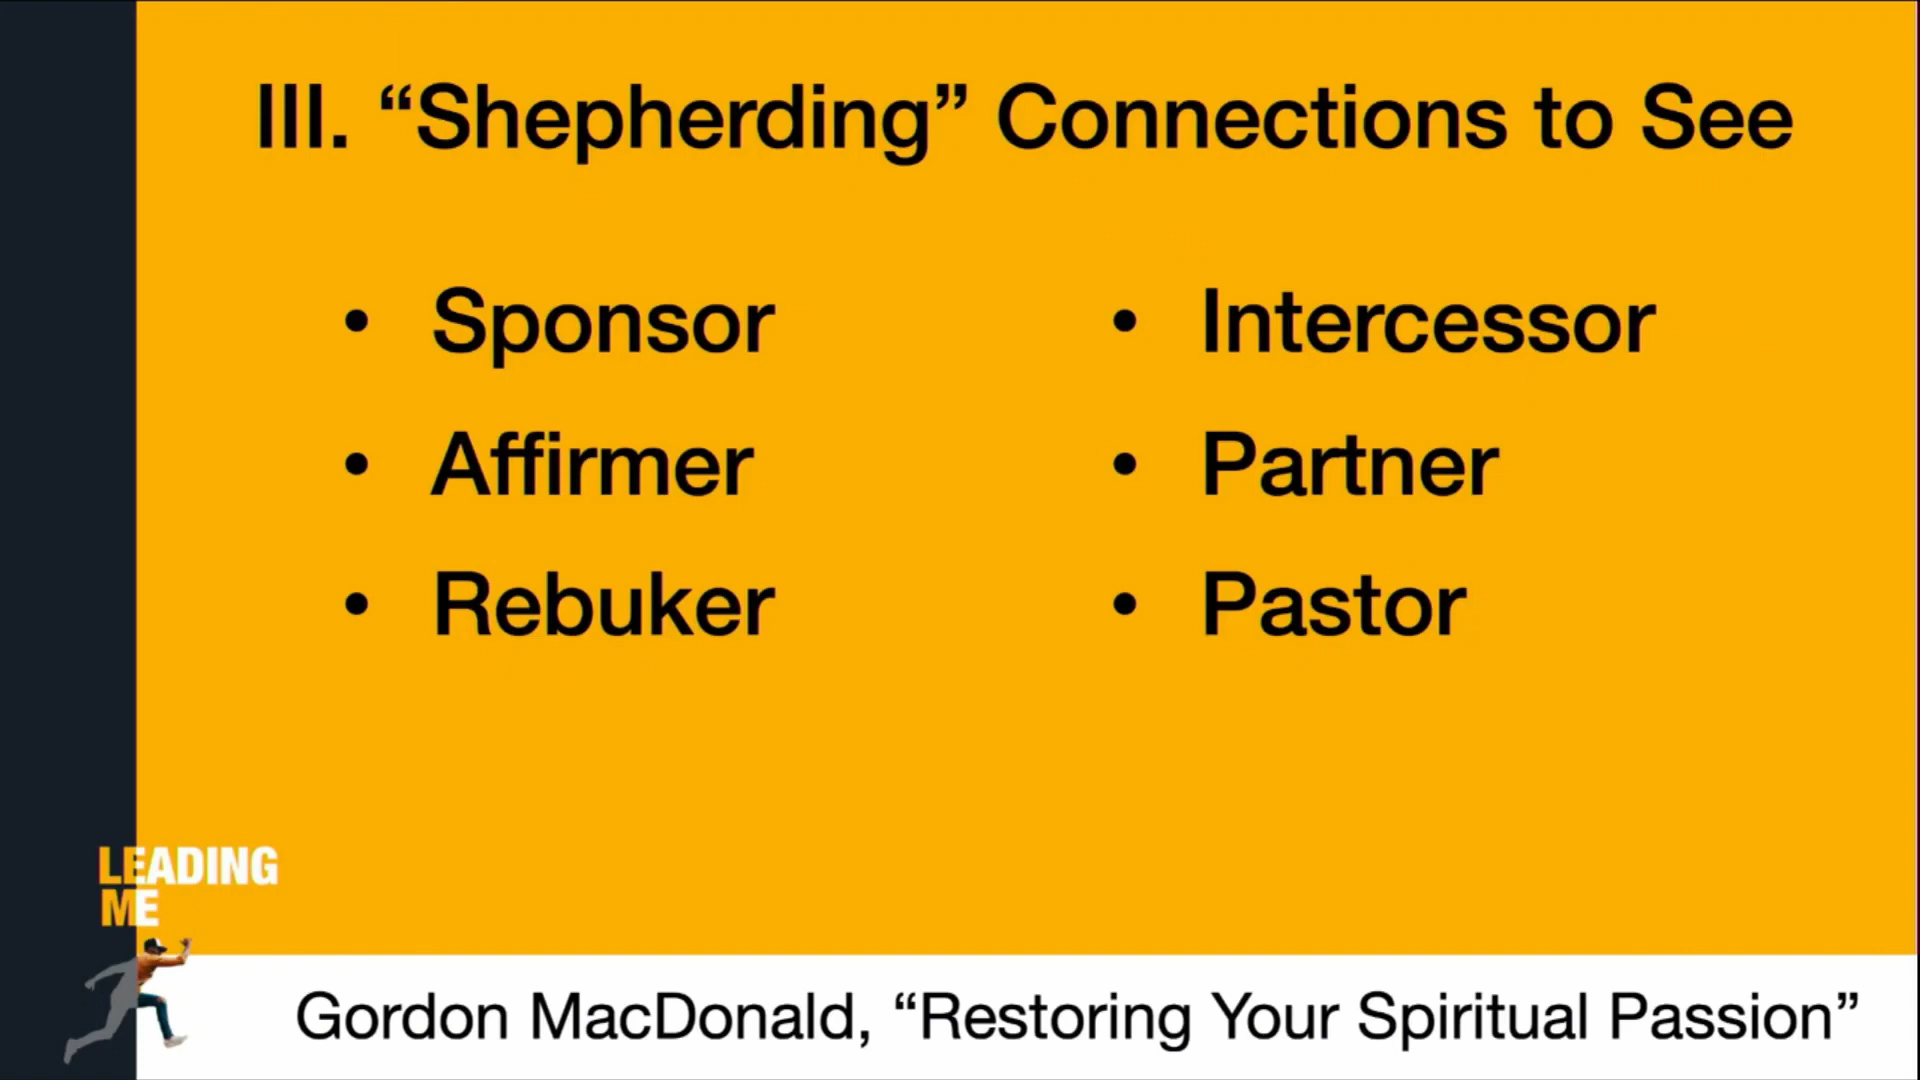 III. “Shepherding” Connections to See
• Sponsor
• Affirmer
• Rebuker
• Intercessor
• Partner
• Pastor
LEADING
ME
Gordon MacDonald, “Restoring Your Spiritual Passion”